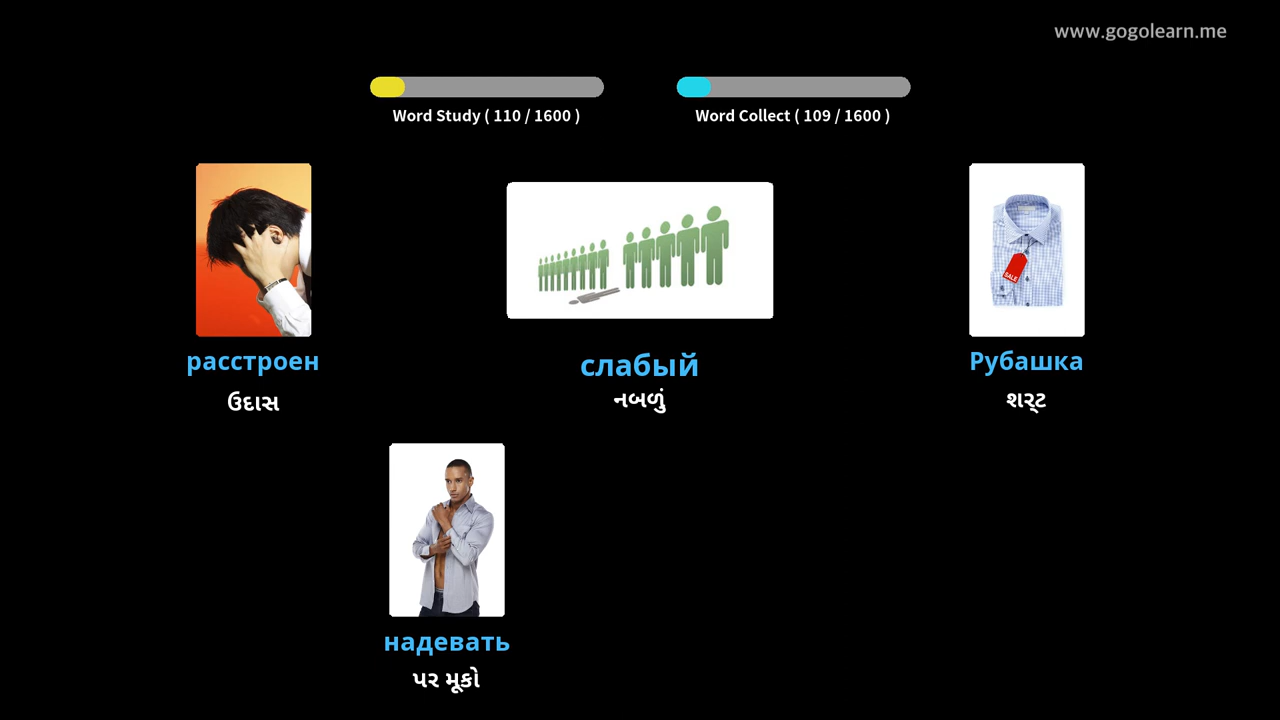 www.gogolearn.me
Word Study ( 110 / 1600 )
Word Collect ( 109 / 1600 )
SALE
расстроен
ઉદાસ
слабый
નબળું
Рубашка
શર્ટ
надевать
પર મૂકો